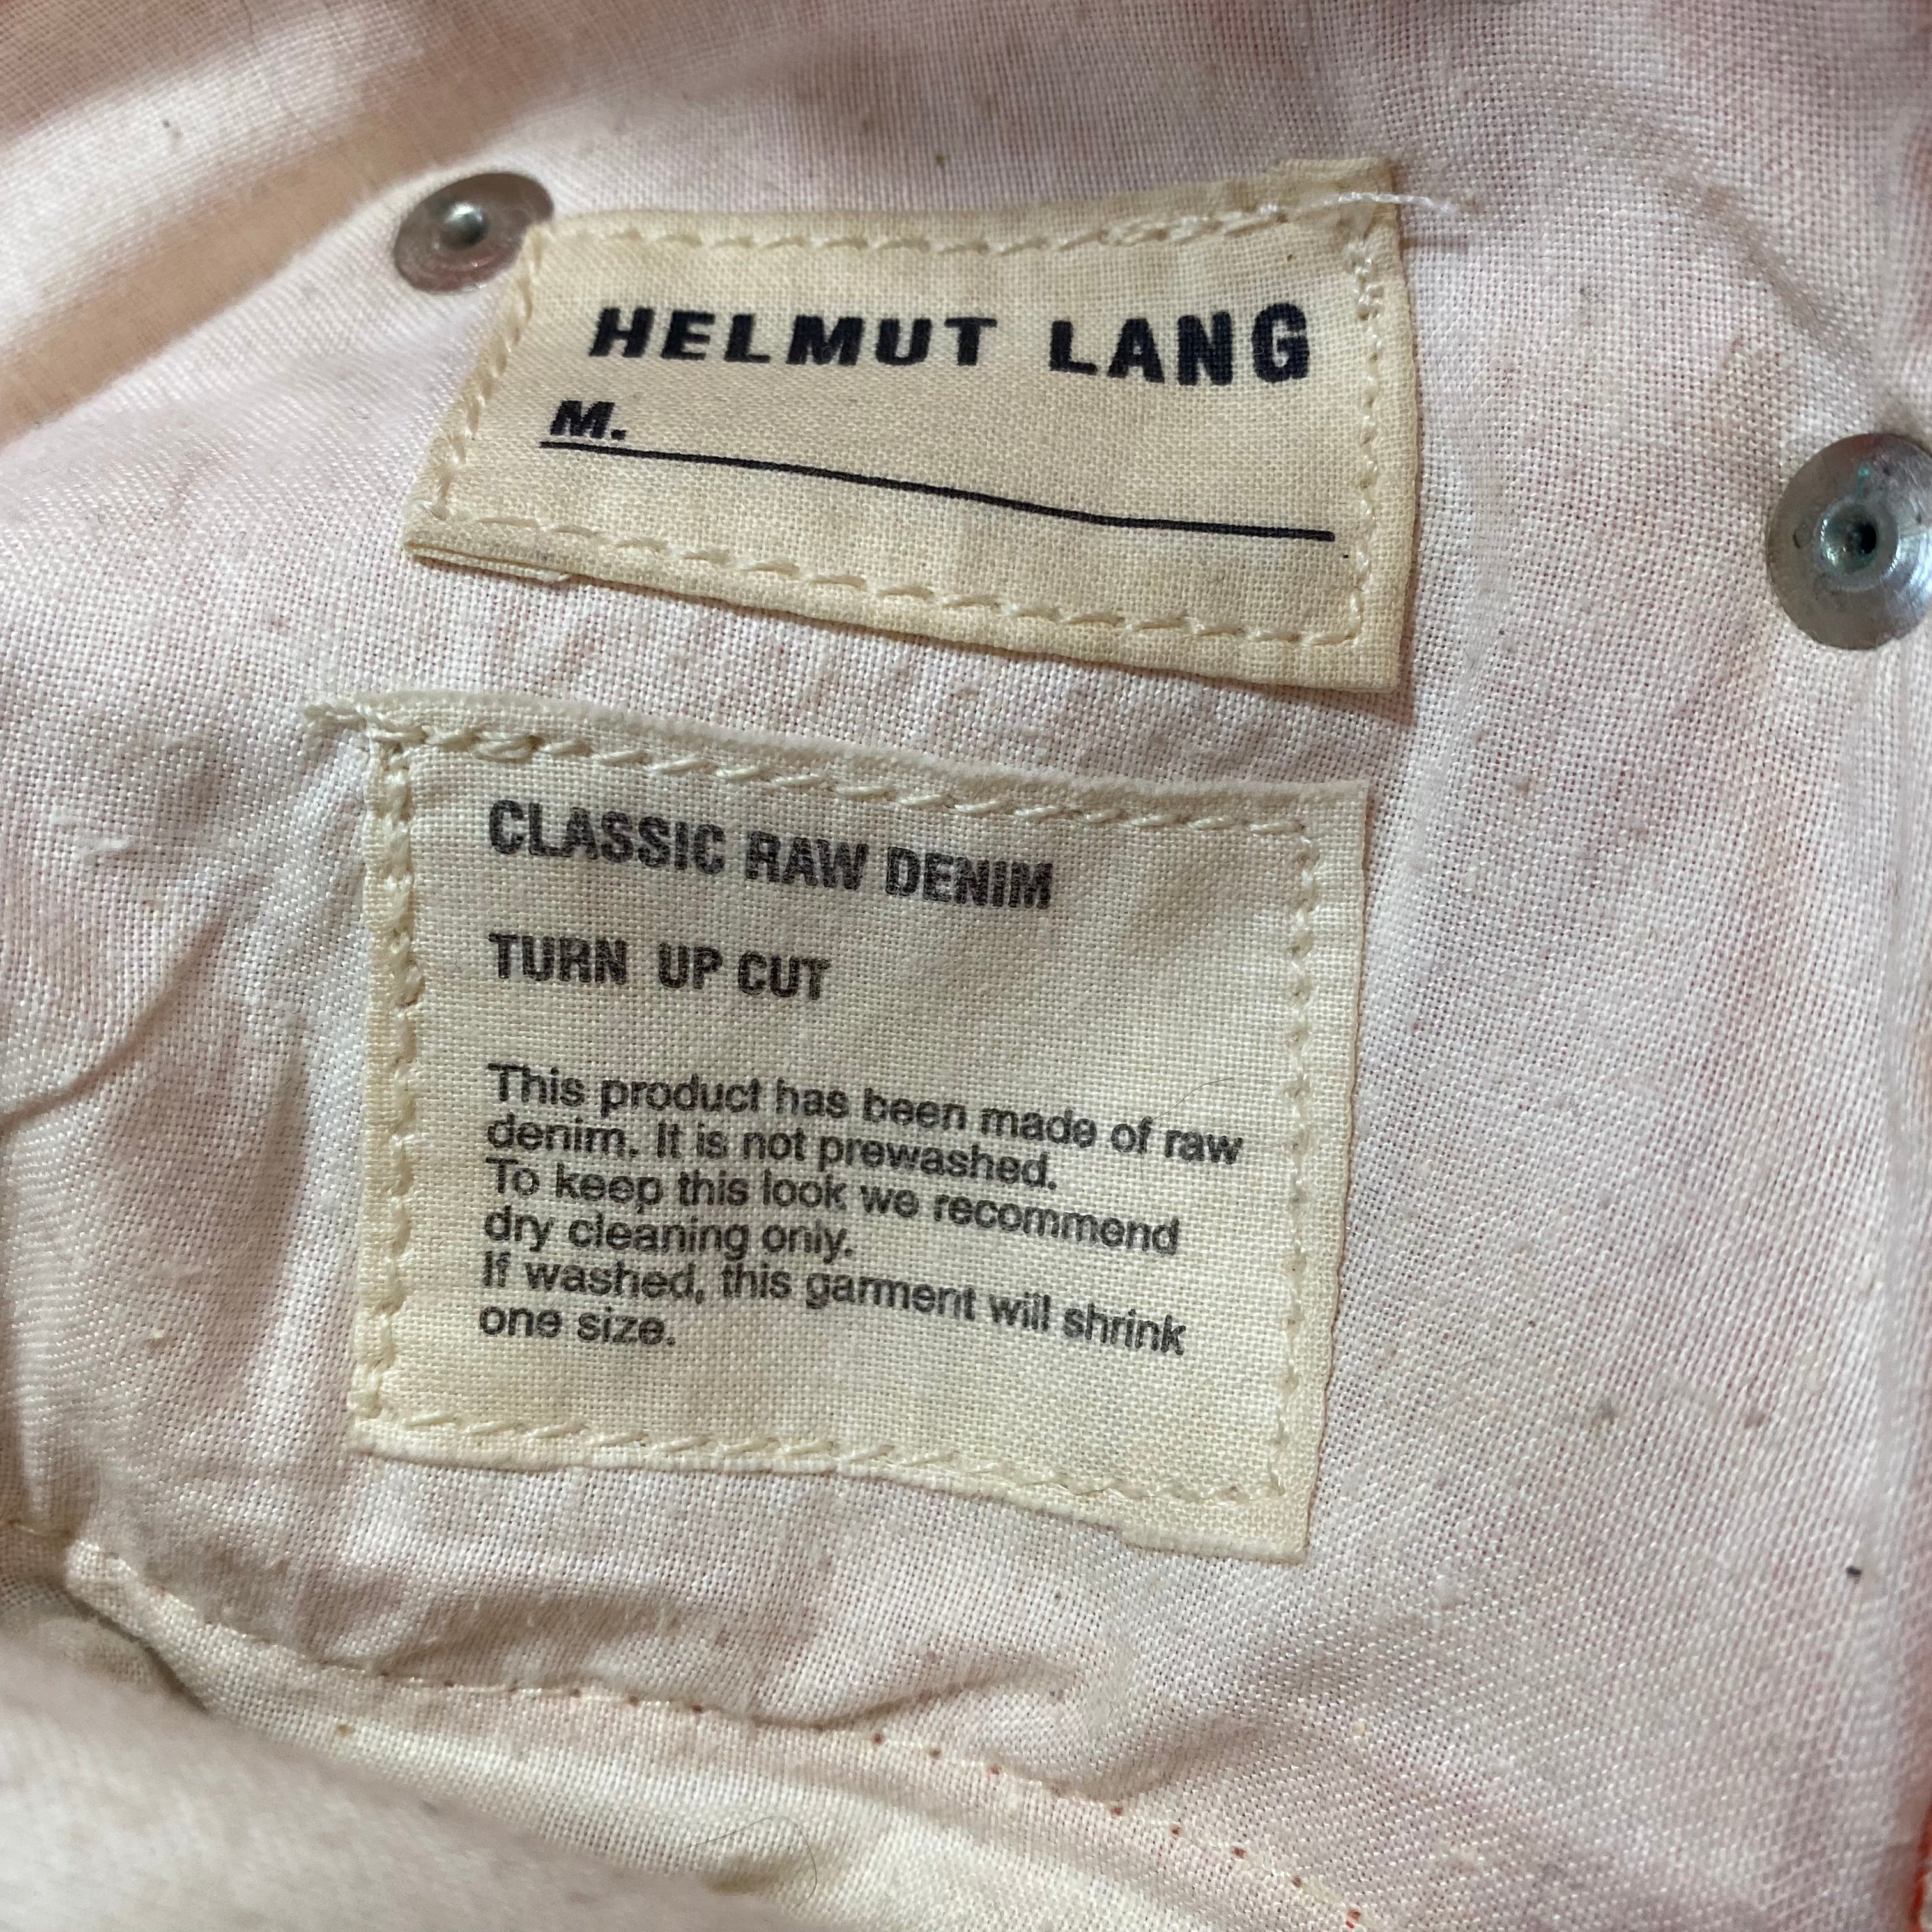 HELMUT LANG
M.
CLASSIC RAW DENIM
TURN UP CUT
This product has been made of raw
denim. It is not prewashed.
To keep this look we recommend
dry cleaning only.
If washed, this garment will shrink
one size.